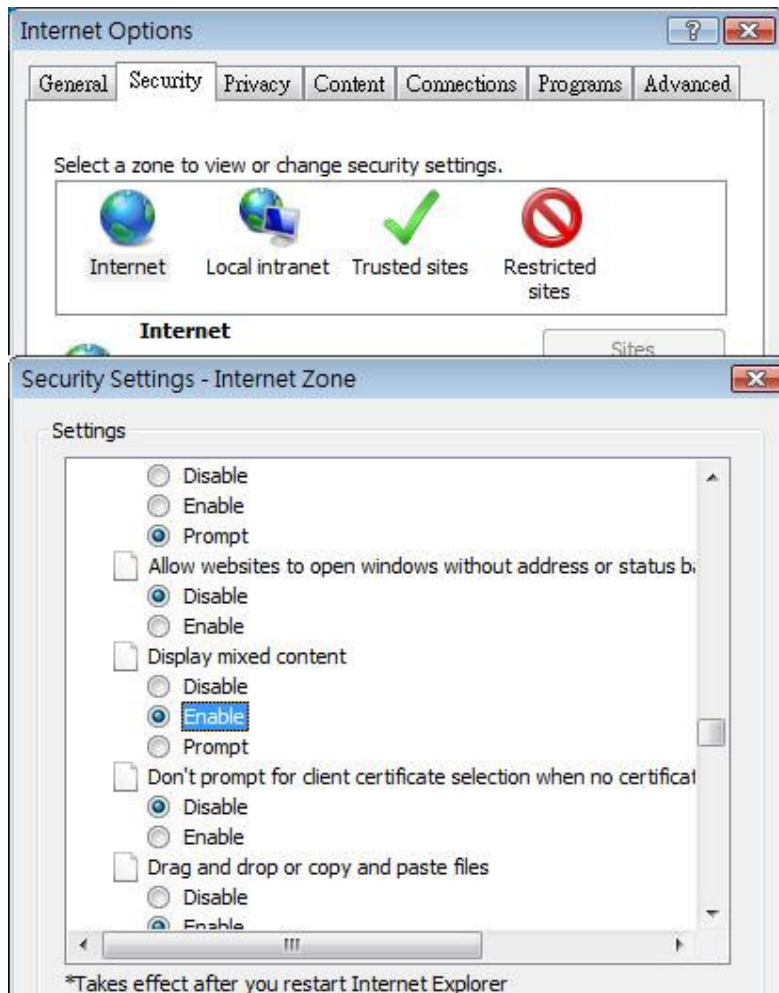 Internet Options
General Security Privacy Content Connections Programs Advanced
Select a zone to view or change security settings.
Internet Local intranet Trusted sites Restricted sites
Internet
Sites
Security Settings - Internet Zone
Settings
Disable
Enable
Prompt
Allow websites to open windows without address or status ba
Disable
Enable
Display mixed content
Disable
Enable
Prompt
Don't prompt for client certificate selection when no certificat
Disable
Enable
Drag and drop or copy and paste files
Disable
Enable
*Takes effect after you restart Internet Explorer